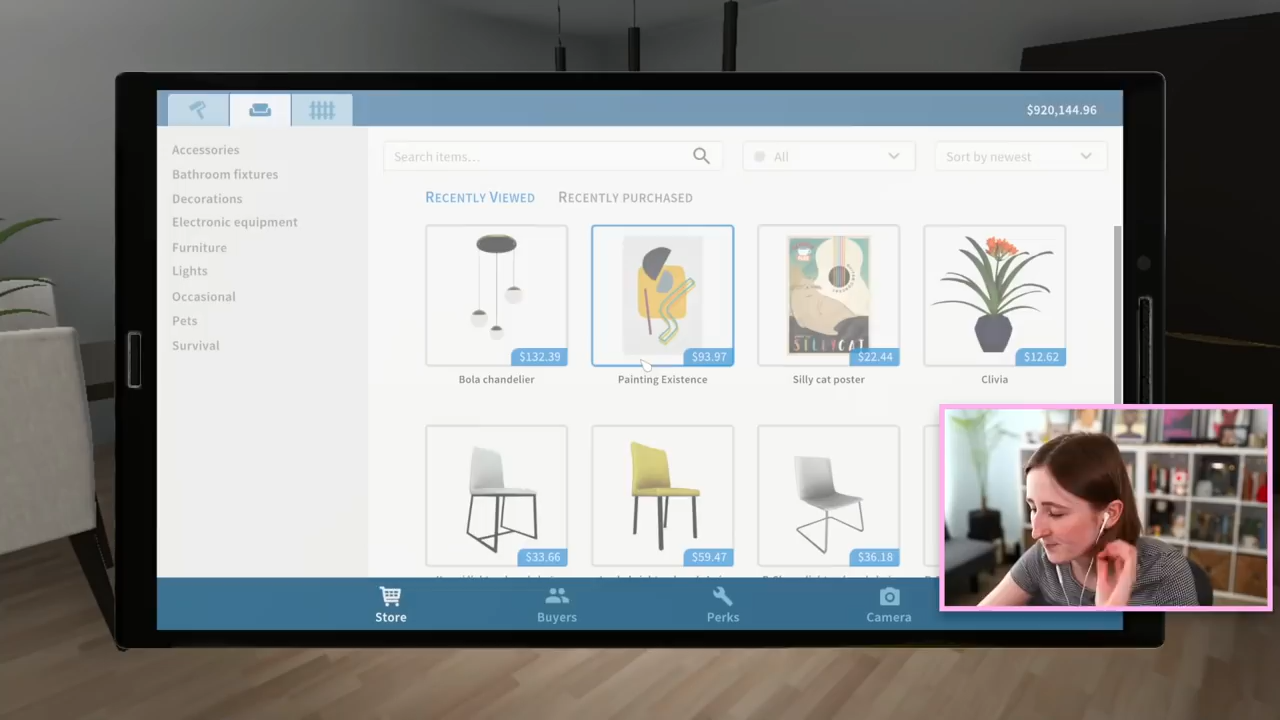 $920,144.96
Search items...
All
Sort by newest
Accessories
Bathroom fixtures
Decorations
Electronic equipment
Furniture
Lights
Occasional
Pets
Survival
RECENTLY VIEWED
RECENTLY PURCHASED
$132.39
$93.97
$22.44
$12.62
SILLY CAT
Bola chandelier
Painting Existence
Silly cat poster
Clivia
$33.66
$59.47
$36.18
Store
Buyers
Perks
Camera